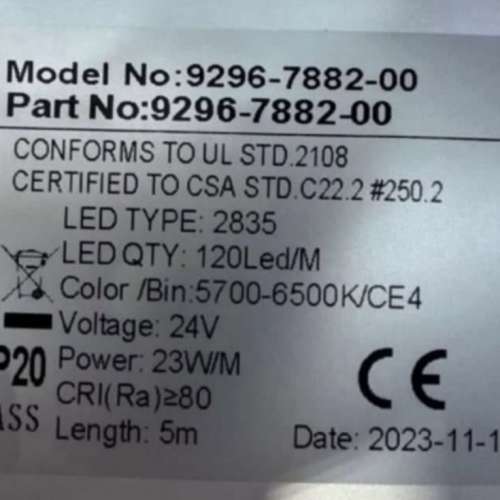 Model No:9296-7882-00
Part No:9296-7882-00
CONFORMS TO UL STD.2108
CERTIFIED TO CSA STD.C22.2 #250.2
LED TYPE: 2835
LED QTY: 120Led/M
Color /Bin:5700-6500K/CE4
Voltage: 24V
P20 Power: 23W/M
CRI(Ra)≥80
ASS Length: 5m
CE
Date: 2023-11-1